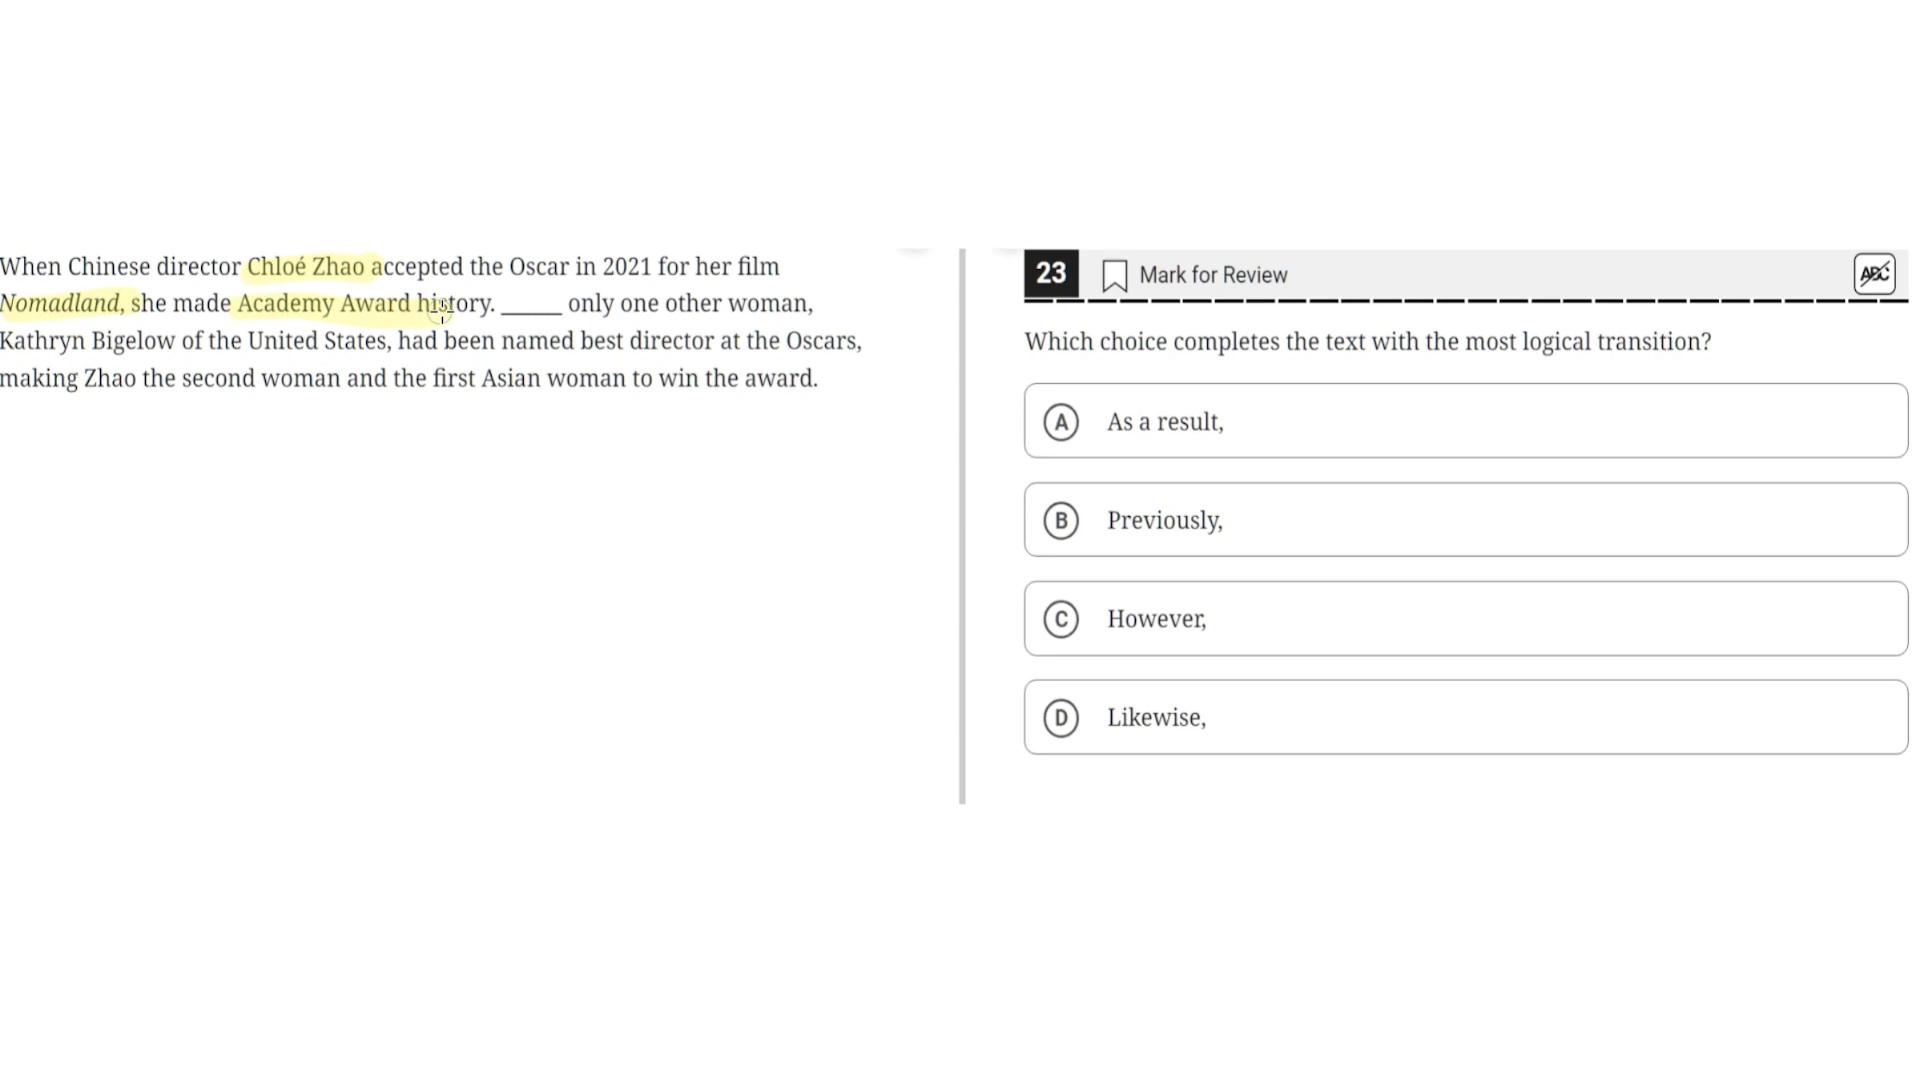 When Chinese director Chloé Zhao accepted the Oscar in 2021 for her film
Nomadland, she made Academy Award history. _____ only one other woman,
Kathryn Bigelow of the United States, had been named best director at the Oscars,
making Zhao the second woman and the first Asian woman to win the award.
23 Mark for Review ABC
Which choice completes the text with the most logical transition?
A As a result,
B Previously,
C However,
D Likewise,